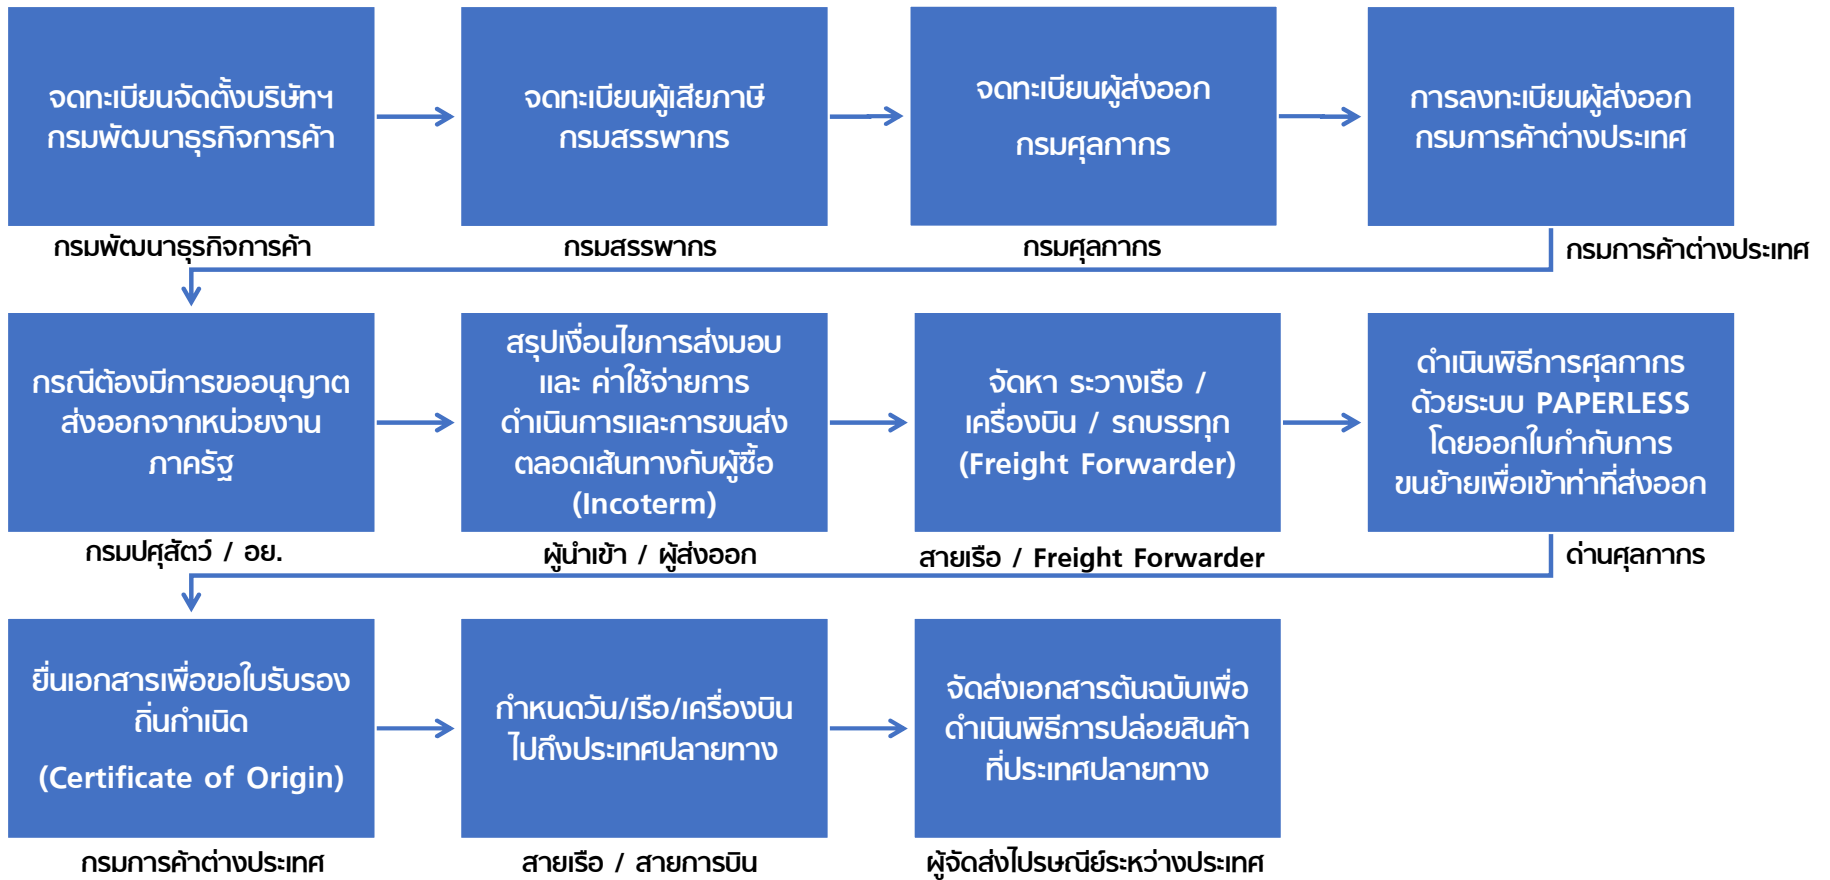 จดทะเบียนจัดตั้งบริษัทฯ
กรมพัฒนาธุรกิจการค้า
กรมพัฒนาธุรกิจการค้า
จดทะเบียนผู้เสียภาษี
กรมสรรพากร
กรมสรรพากร
จดทะเบียนผู้ส่งออก
กรมศุลกากร
กรมศุลกากร
การลงทะเบียนผู้ส่งออก
กรมการค้าต่างประเทศ
กรมการค้าต่างประเทศ
กรณีต้องมีการขออนุญาต
ส่งออกจากหน่วยงาน
ภาครัฐ
กรมปศุสัตว์ / อย.
สรุปเงื่อนไขการส่งมอบ
และ ค่าใช้จ่ายการ
ดำเนินการและการขนส่ง
ตลอดเส้นทางกับผู้ซื้อ
(Incoterm)
ผู้นำเข้า / ผู้ส่งออก
จัดหา ระวางเรือ /
เครื่องบิน / รถบรรทุก
(Freight Forwarder)
สายเรือ / Freight Forwarder
ดำเนินพิธีการศุลกากร
ด้วยระบบ PAPERLESS
โดยออกใบกำกับการ
ขนย้ายเพื่อเข้าท่าที่ส่งออก
ด่านศุลกากร
ยื่นเอกสารเพื่อขอใบรับรอง
ถิ่นกำเนิด
(Certificate of Origin)
กรมการค้าต่างประเทศ
กำหนดวัน/เรือ/เครื่องบิน
ไปถึงประเทศปลายทาง
สายเรือ / สายการบิน
จัดส่งเอกสารต้นฉบับเพื่อ
ดำเนินพิธีการปล่อยสินค้า
ที่ประเทศปลายทาง
ผู้จัดส่งไปรษณีย์ระหว่างประเทศ